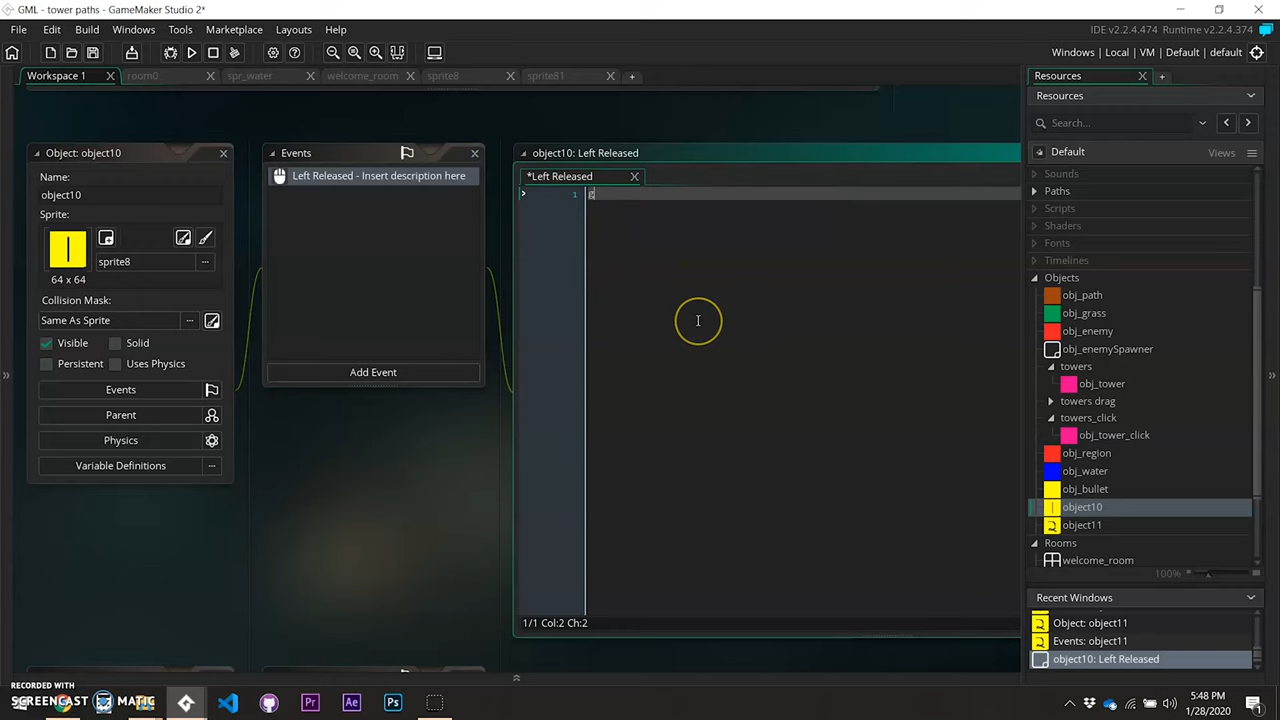 GML - tower paths - GameMaker Studio 2*
File Edit Build Windows Tools Marketplace Layouts Help
IDE v2.2.4.474 Runtime v2.2.4.374
Windows | Local | VM | Default | default
Workspace 1 room0 spr_water welcome_room sprite8 sprite81
Resources
Resources
Search...
Default Views
Sounds
Paths
Scripts
Shaders
Fonts
Timelines
Objects
obj_path
obj_grass
obj_enemy
obj_enemySpawner
towers
obj_tower
towers drag
towers_click
obj_tower_click
obj_region
obj_water
obj_bullet
object10
object11
Rooms
welcome_room
100%
Recent Windows
Object: object11
Events: object11
object10: Left Released
Object: object10
Name:
object10
Sprite:
sprite8
64 x 64
Collision Mask:
Same As Sprite
Visible Solid
Persistent Uses Physics
Events
Parent
Physics
Variable Definitions
Events
Left Released - Insert description here
Add Event
object10: Left Released
*Left Released
1 g
1/1 Col:2 Ch:2
RECORDED WITH
SCREENCAST MATIC
5:48 PM
1/28/2020